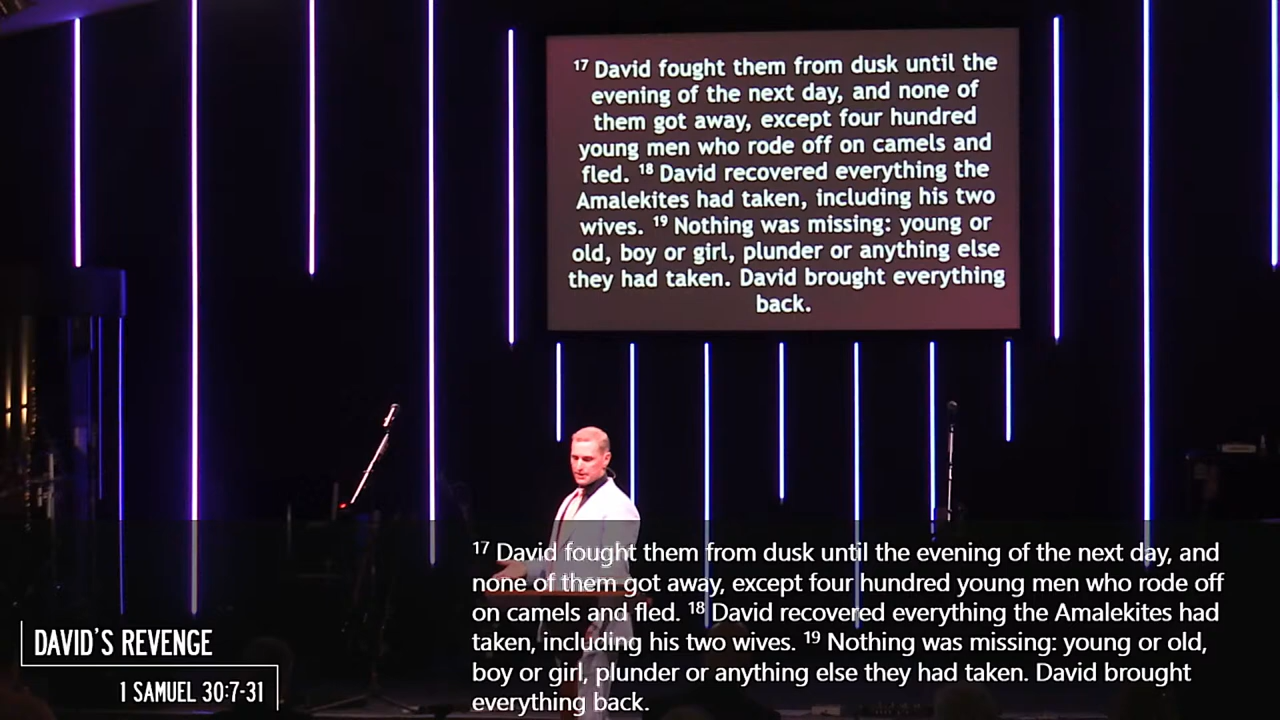 ¹⁷ David fought them from dusk until the
evening of the next day, and none of
them got away, except four hundred
young men who rode off on camels and
fled. ¹⁸ David recovered everything the
Amalekites had taken, including his two
wives. ¹⁹ Nothing was missing: young or
old, boy or girl, plunder or anything else
they had taken. David brought everything
back.
¹⁷ David fought them from dusk until the evening of the next day, and
none of them got away, except four hundred young men who rode off
on camels and fled. ¹⁸ David recovered everything the Amalekites had
taken, including his two wives. ¹⁹ Nothing was missing: young or old,
boy or girl, plunder or anything else they had taken. David brought
everything back.
DAVID'S REVENGE
1 SAMUEL 30:7-31